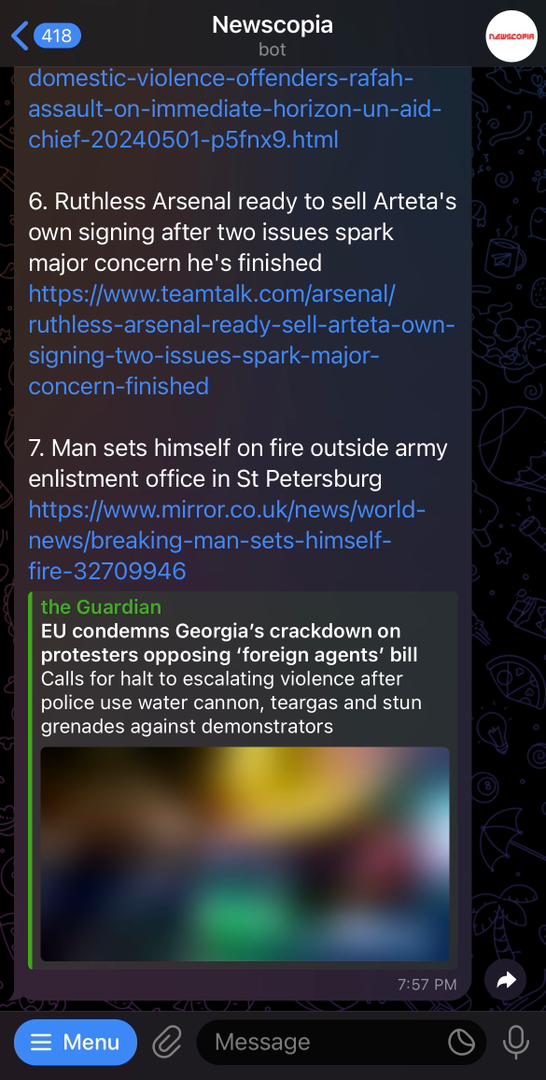 418
Newscopia
bot
NEWSCOPIA
domestic-violence-offenders-rafah-
assault-on-immediate-horizon-un-aid-
chief-20240501-p5fnx9.html
6. Ruthless Arsenal ready to sell Arteta's
own signing after two issues spark
major concern he's finished
https://www.teamtalk.com/arsenal/
ruthless-arsenal-ready-sell-arteta-own-
signing-two-issues-spark-major-
concern-finished
7. Man sets himself on fire outside army
enlistment office in St Petersburg
https://www.mirror.co.uk/news/world-
news/breaking-man-sets-himself-
fire-32709946
the Guardian
EU condemns Georgia’s crackdown on
protesters opposing ‘foreign agents’ bill
Calls for halt to escalating violence after
police use water cannon, teargas and stun
grenades against demonstrators
7:57 PM
Menu
Message